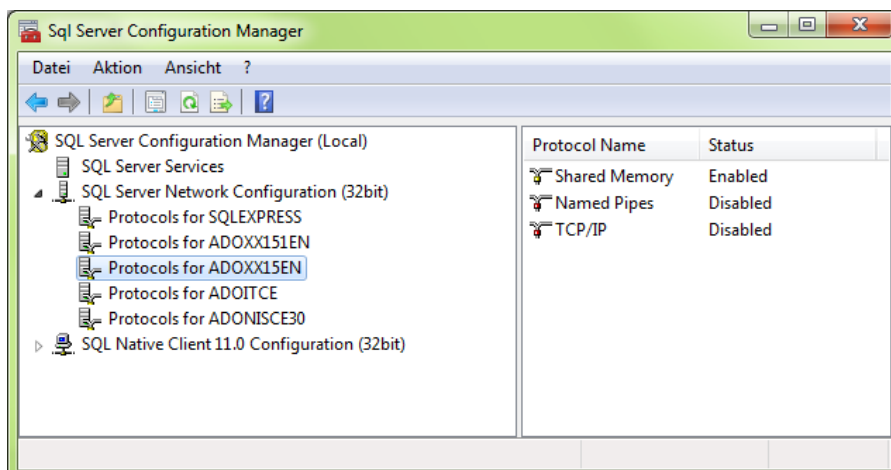 Sql Server Configuration Manager
Datei Aktion Ansicht ?
SQL Server Configuration Manager (Local)
SQL Server Services
SQL Server Network Configuration (32bit)
Protocols for SQLEXPRESS
Protocols for ADOXX151EN
Protocols for ADOXX15EN
Protocols for ADOITCE
Protocols for ADONISCE30
SQL Native Client 11.0 Configuration (32bit)
Protocol Name Status
Shared Memory Enabled
Named Pipes Disabled
TCP/IP Disabled